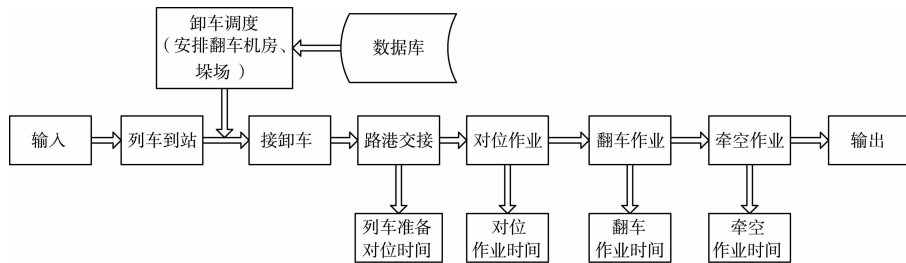 卸车调度
（安排翻车机房、
垛场）
数据库
输入
列车到站
接卸车
路港交接
对位作业
翻车作业
牵空作业
输出
列车准备
对位时间
对位
作业时间
翻车
作业时间
牵空
作业时间